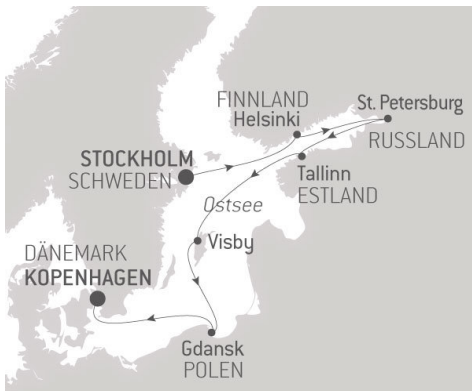 FINNLAND
Helsinki
St. Petersburg
RUSSLAND
STOCKHOLM
SCHWEDEN
Tallinn
ESTLAND
Ostsee
Visby
DÄNEMARK
KOPENHAGEN
Gdansk
POLEN